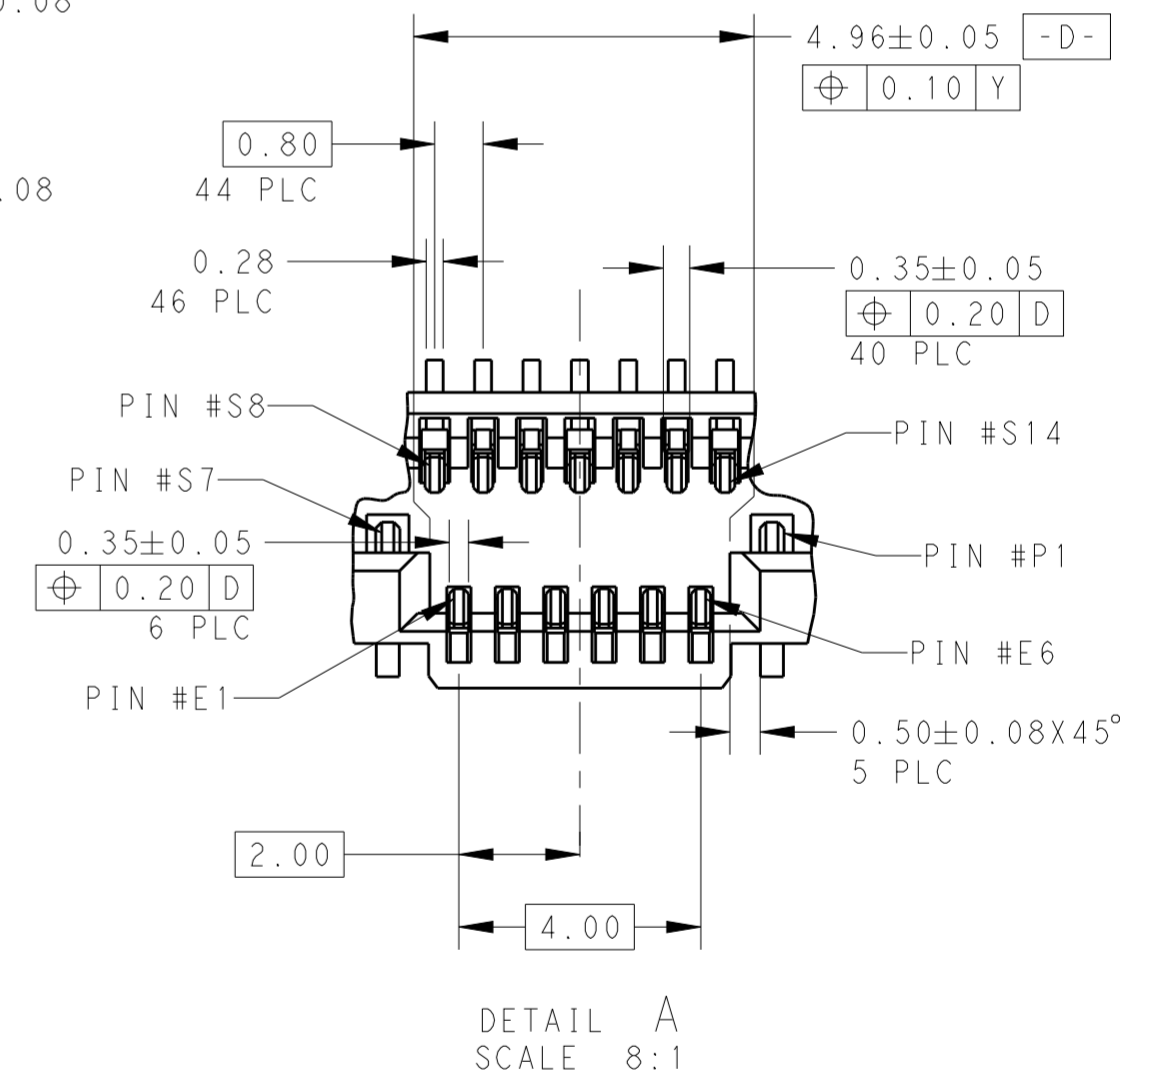 0.08
4.96±0.05 -D-
⌖ 0.10 Y
0.80
44 PLC
.08
0.28
46 PLC
0.35±0.05
⌖ 0.20 D
40 PLC
PIN #S8
PIN #S14
PIN #S7
0.35±0.05
⌖ 0.20 D
6 PLC
PIN #P1
PIN #E6
PIN #E1
0.50±0.08X45°
5 PLC
2.00
4.00
DETAIL A
SCALE 8:1